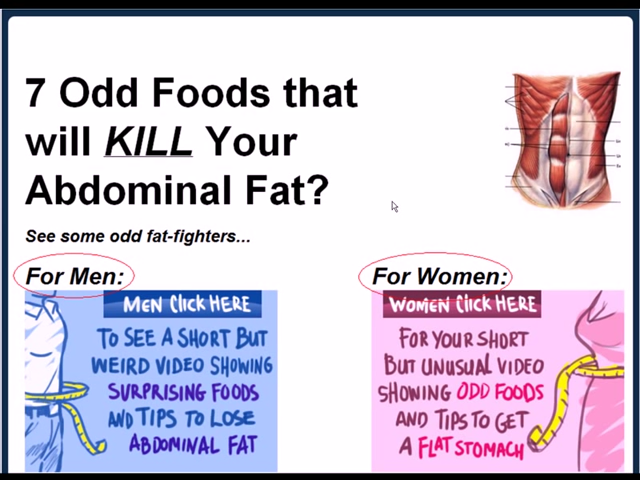 7 Odd Foods that
will KILL Your
Abdominal Fat?
See some odd fat-fighters...
For Men:
MEN CLICK HERE
TO SEE A SHORT BUT
WEIRD VIDEO SHOWING
SURPRISING FOODS
AND TIPS TO LOSE
ABDOMINAL FAT
For Women:
WOMEN CLICK HERE
FOR YOUR SHORT
BUT UNUSUAL VIDEO
SHOWING ODD FOODS
AND TIPS TO GET
A FLAT STOMACH